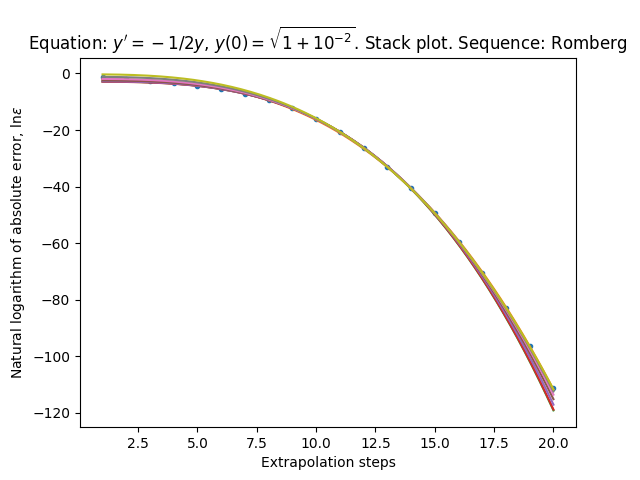 Equation: y′ = −1/2y, y(0) = √1 + 10⁻². Stack plot. Sequence: Romberg
Natural logarithm of absolute error, lnε
0
−20
−40
−60
−80
−100
−120
2.5 5.0 7.5 10.0 12.5 15.0 17.5 20.0
Extrapolation steps